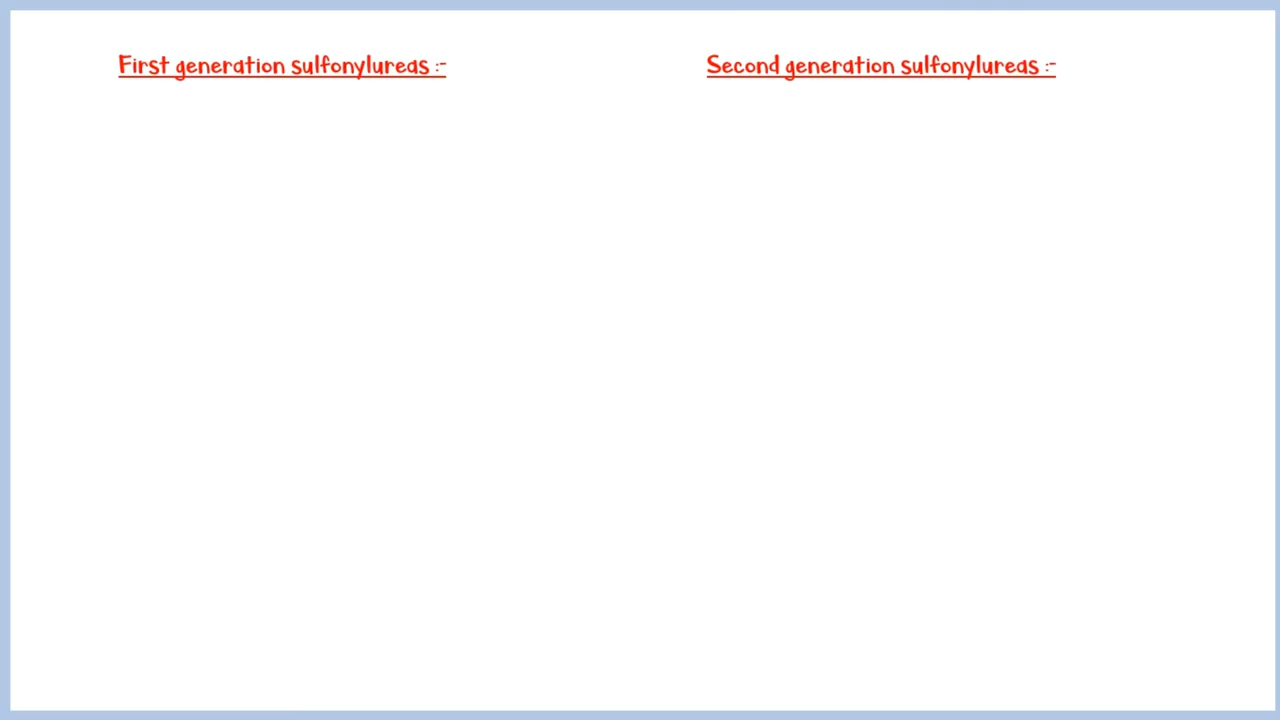 First generation sulfonylureas :-
Second generation sulfonylureas :-